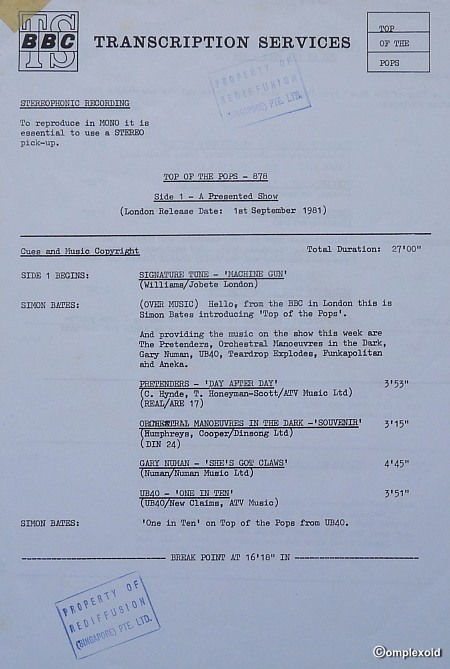 TS
BBC
TRANSCRIPTION SERVICES
TOP
OF THE
POPS
PROPERTY OF
REDIFFUSION
(SINGAPORE) PTE. LTD.
STEREOPHONIC RECORDING
To reproduce in MONO it is
essential to use a STEREO
pick-up.
TOP OF THE POPS - 878
Side 1 - A Presented Show
(London Release Date: 1st September 1981)
Cues and Music Copyright Total Duration: 27'00"
SIDE 1 BEGINS: SIGNATURE TUNE - 'MACHINE GUN'
(Williams/Jobete London)
SIMON BATES: (OVER MUSIC) Hello, from the BBC in London this is
Simon Bates introducing 'Top of the Pops'.
And providing the music on the show this week are
The Pretenders, Orchestral Manoeuvres in the Dark,
Gary Numan, UB40, Teardrop Explodes, Funkapolitan
and Aneka.
PRETENDERS - 'DAY AFTER DAY' 3'53"
(C. Hynde, T. Honeyman-Scott/ATV Music Ltd)
(REAL/ARE 17)
ORCHESTRAL MANOEUVRES IN THE DARK -'SOUVENIR' 3'15"
(Humphreys, Cooper/Dinsong Ltd)
(DIN 24)
GARY NUMAN - 'SHE'S GOT CLAWS' 4'45"
(Numan/Numan Music Ltd)
UB40 - 'ONE IN TEN' 3'51"
(UB40/New Claims, ATV Music)
SIMON BATES: 'One in Ten' on Top of the Pops from UB40.
BREAK POINT AT 16'18" IN
PROPERTY OF
REDIFFUSION
(SINGAPORE) PTE. LTD.
©omplexoid